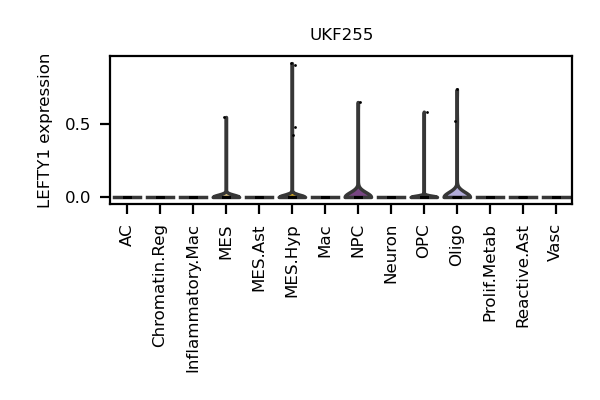 UKF255
LEFTY1 expression
0.5
0.0
AC
Chromatin.Reg
Inflammatory.Mac
MES
MES.Ast
MES.Hyp
Mac
NPC
Neuron
OPC
Oligo
Prolif.Metab
Reactive.Ast
Vasc